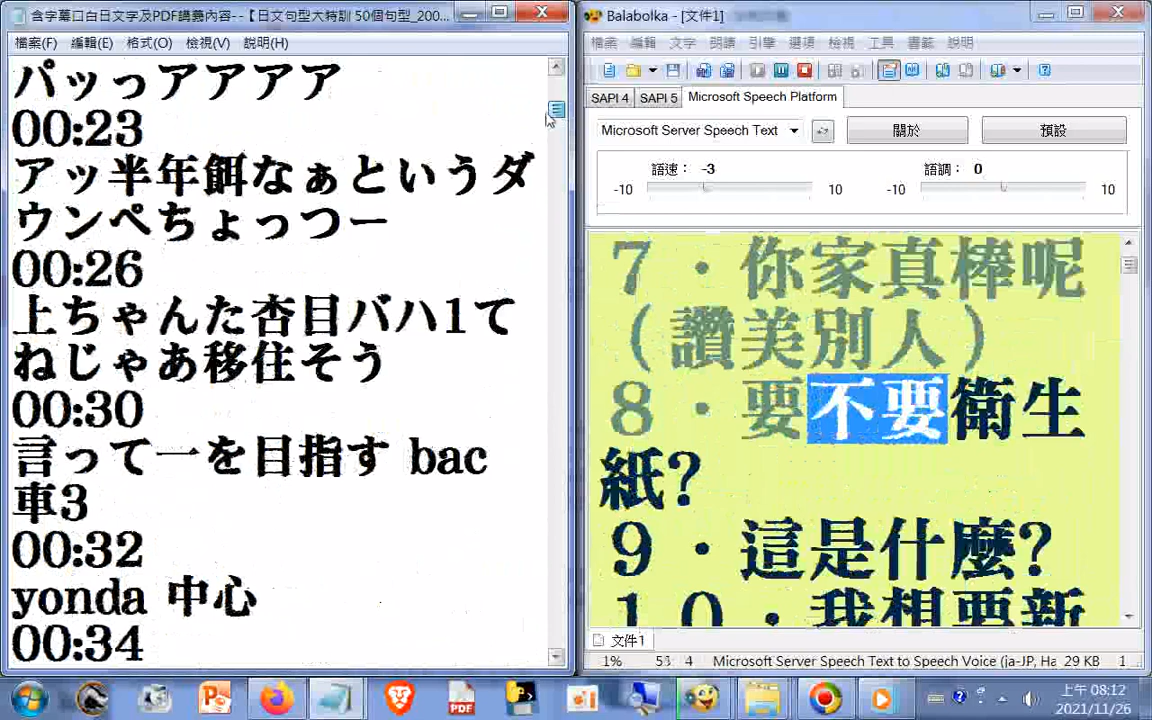 含字幕口白日文字及PDF講義內容--【日文句型大特訓 50個句型_200...
檔案(F) 編輯(E) 格式(O) 檢視(V) 說明(H)
パッっアアアア
00:23
アッ半年餌なぁというダ
ウンペちょっつー
00:26
上ちゃんた杏目バハ1て
ねじゃあ移住そう
00:30
言って一を目指す bac
車3
00:32
yonda 中心
00:34
Balabolka - [文件1]
檔案 編輯 文字 朗讀 引擎 選項 檢視 工具 書籤 說明
SAPI 4 SAPI 5 Microsoft Speech Platform
Microsoft Server Speech Text 關於 預設
語速： -3 語調： 0
-10 10 -10 10
7．你家真棒呢
（讚美別人）
8．要不要衛生
紙?
9．這是什麼?
10．我想要新
文件1
1% 53 4 Microsoft Server Speech Text to Speech Voice (ja-JP, Ha 29 KB 1
PDF
上午 08:12
2021/11/26